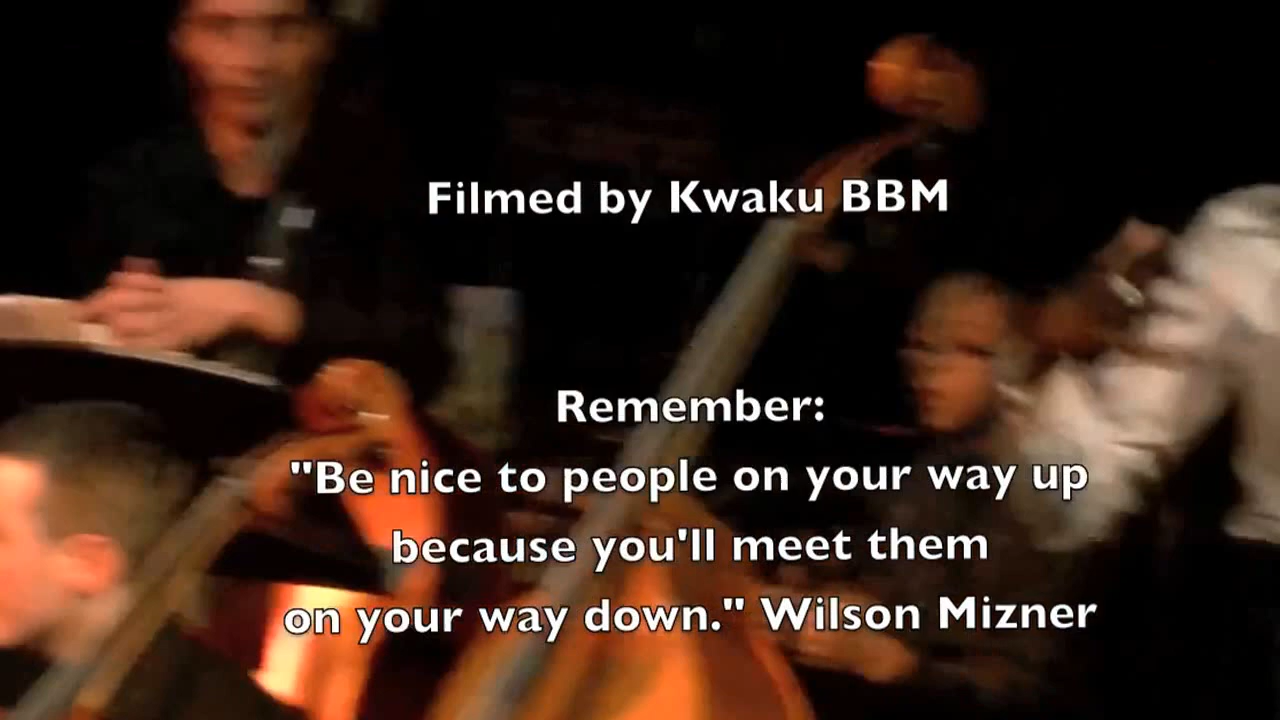 Filmed by Kwaku BBM
Remember:
"Be nice to people on your way up
because you'll meet them
on your way down." Wilson Mizner